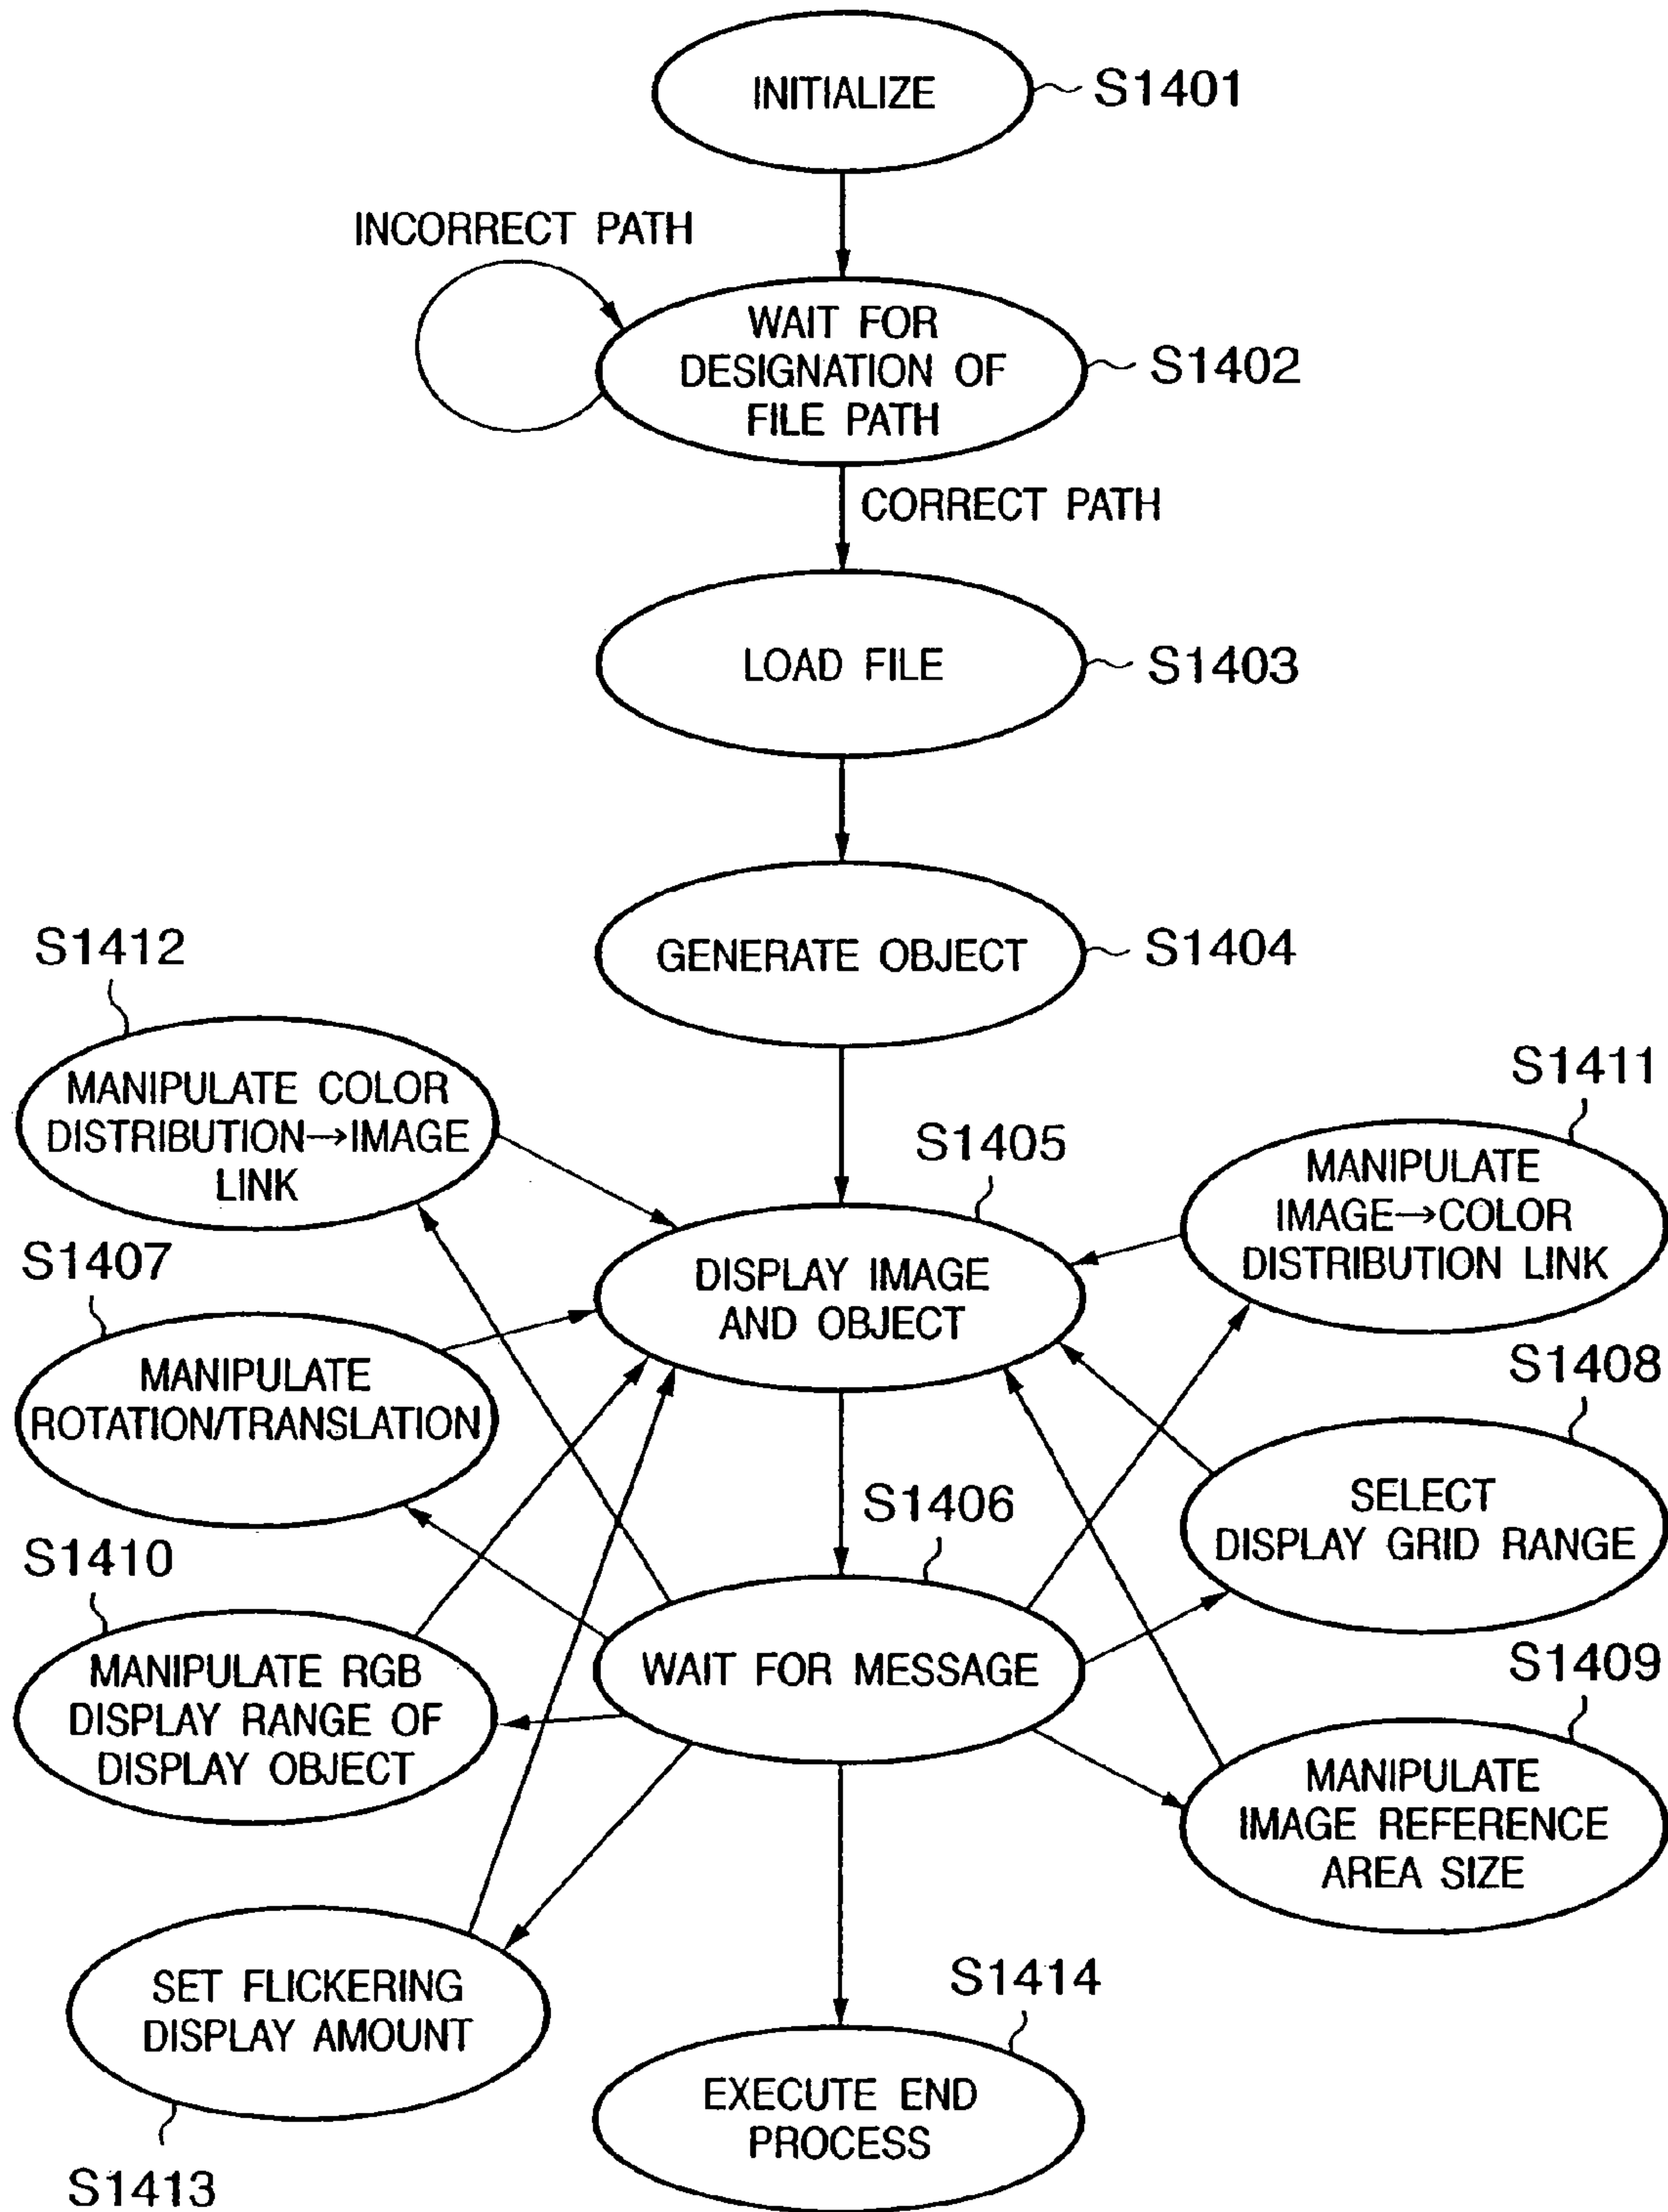 INITIALIZE
S1401
INCORRECT PATH
WAIT FOR
DESIGNATION OF
FILE PATH
S1402
CORRECT PATH
LOAD FILE
S1403
GENERATE OBJECT
S1404
S1412
MANIPULATE COLOR
DISTRIBUTION→IMAGE
LINK
S1411
MANIPULATE
IMAGE→COLOR
DISTRIBUTION LINK
S1405
DISPLAY IMAGE
AND OBJECT
S1407
MANIPULATE
ROTATION/TRANSLATION
S1408
SELECT
DISPLAY GRID RANGE
S1406
WAIT FOR MESSAGE
S1410
MANIPULATE RGB
DISPLAY RANGE OF
DISPLAY OBJECT
S1409
MANIPULATE
IMAGE REFERENCE
AREA SIZE
SET FLICKERING
DISPLAY AMOUNT
S1413
S1414
EXECUTE END
PROCESS